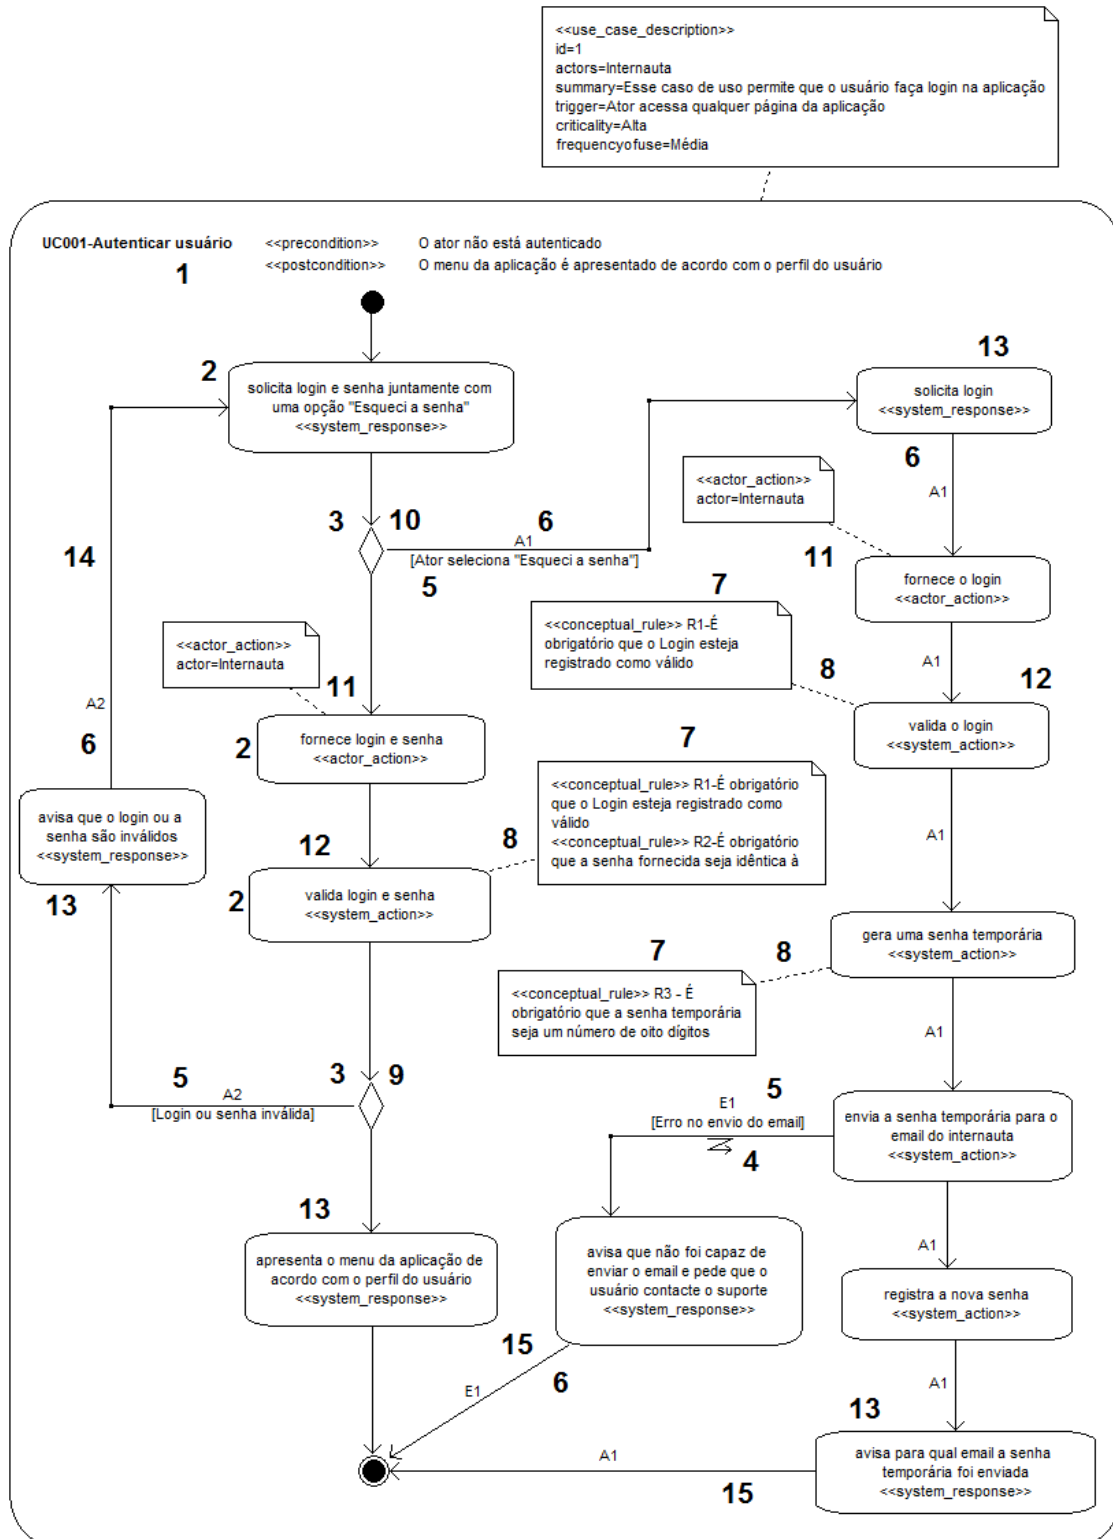 <<use_case_description>>
id=1
actors=Internauta
summary=Esse caso de uso permite que o usuário faça login na aplicação
trigger=Ator acessa qualquer página da aplicação
criticality=Alta
frequencyofuse=Média
UC001-Autenticar usuário <<precondition>> O ator não está autenticado
<<postcondition>> O menu da aplicação é apresentado de acordo com o perfil do usuário
1
2
solicita login e senha juntamente com
uma opção "Esqueci a senha"
<<system_response>>
13
solicita login
<<system_response>>
6
A1
<<actor_action>>
actor=Internauta
3
10
6
A1
[Ator seleciona "Esqueci a senha"]
5
14
11
fornece o login
<<actor_action>>
7
<<conceptual_rule>> R1-É
obrigatório que o Login esteja
registrado como válido
8
A1
12
valida o login
<<system_action>>
<<actor_action>>
actor=Internauta
11
A2
6
2
fornece login e senha
<<actor_action>>
7
<<conceptual_rule>> R1-É obrigatório
que o Login esteja registrado como
válido
<<conceptual_rule>> R2-É obrigatório
que a senha fornecida seja idêntica à
8
A1
avisa que o login ou a
senha são inválidos
<<system_response>>
13
12
2
valida login e senha
<<system_action>>
gera uma senha temporária
<<system_action>>
7
8
<<conceptual_rule>> R3 - É
obrigatório que a senha temporária
seja um número de oito dígitos
A1
5
A2
[Login ou senha inválida]
3
9
5
E1
[Erro no envio do email]
4
envia a senha temporária para o
email do internauta
<<system_action>>
13
apresenta o menu da aplicação de
acordo com o perfil do usuário
<<system_response>>
avisa que não foi capaz de
enviar o email e pede que o
usuário contacte o suporte
<<system_response>>
A1
registra a nova senha
<<system_action>>
15
6
E1
A1
13
avisa para qual email a senha
temporária foi enviada
<<system_response>>
A1
15